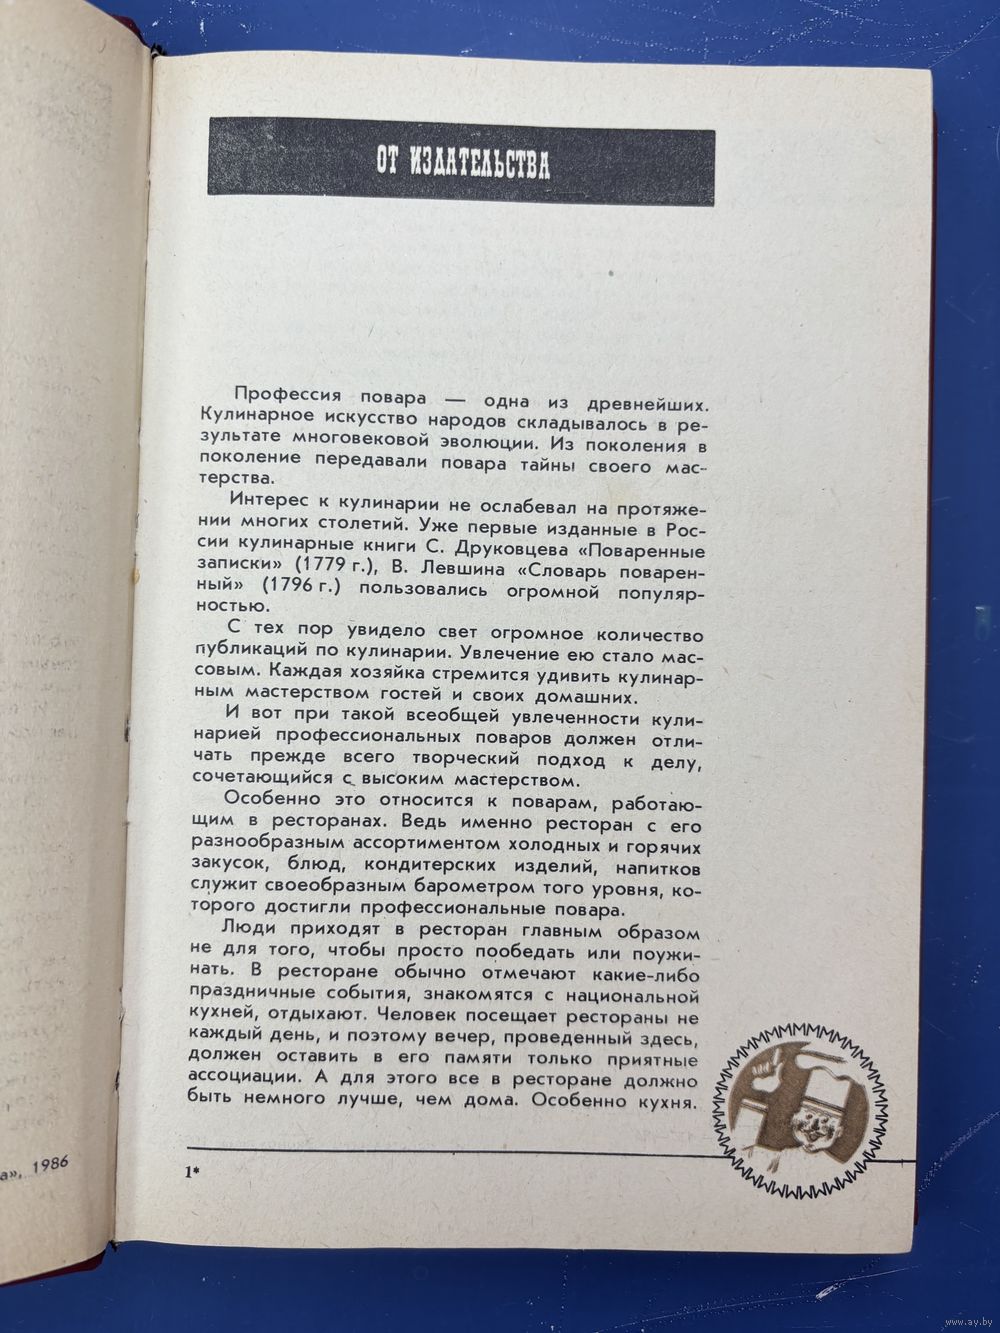 ОТ ИЗДАТЕЛЬСТВА
Профессия повара — одна из древнейших.
Кулинарное искусство народов складывалось в ре-
зультате многовековой эволюции. Из поколения в
поколение передавали повара тайны своего мас-
терства.
Интерес к кулинарии не ослабевал на протяже-
нии многих столетий. Уже первые изданные в Рос-
сии кулинарные книги С. Друковцева «Поваренные
записки» (1779 г.), В. Левшина «Словарь поварен-
ный» (1796 г.) пользовались огромной популяр-
ностью.
С тех пор увидело свет огромное количество
публикаций по кулинарии. Увлечение ею стало мас-
совым. Каждая хозяйка стремится удивить кулинар-
ным мастерством гостей и своих домашних.
И вот при такой всеобщей увлеченности кули-
нарией профессиональных поваров должен отли-
чать прежде всего творческий подход к делу,
сочетающийся с высоким мастерством.
Особенно это относится к поварам, работаю-
щим в ресторанах. Ведь именно ресторан с его
разнообразным ассортиментом холодных и горячих
закусок, блюд, кондитерских изделий, напитков
служит своеобразным барометром того уровня, ко-
торого достигли профессиональные повара.
Люди приходят в ресторан главным образом
не для того, чтобы просто пообедать или поужи-
нать. В ресторане обычно отмечают какие-либо
праздничные события, знакомятся с национальной
кухней, отдыхают. Человек посещает рестораны не
каждый день, и поэтому вечер, проведенный здесь,
должен оставить в его памяти только приятные
ассоциации. А для этого все в ресторане должно
быть немного лучше, чем дома. Особенно кухня.
1*
а», 1986
www.ay.by